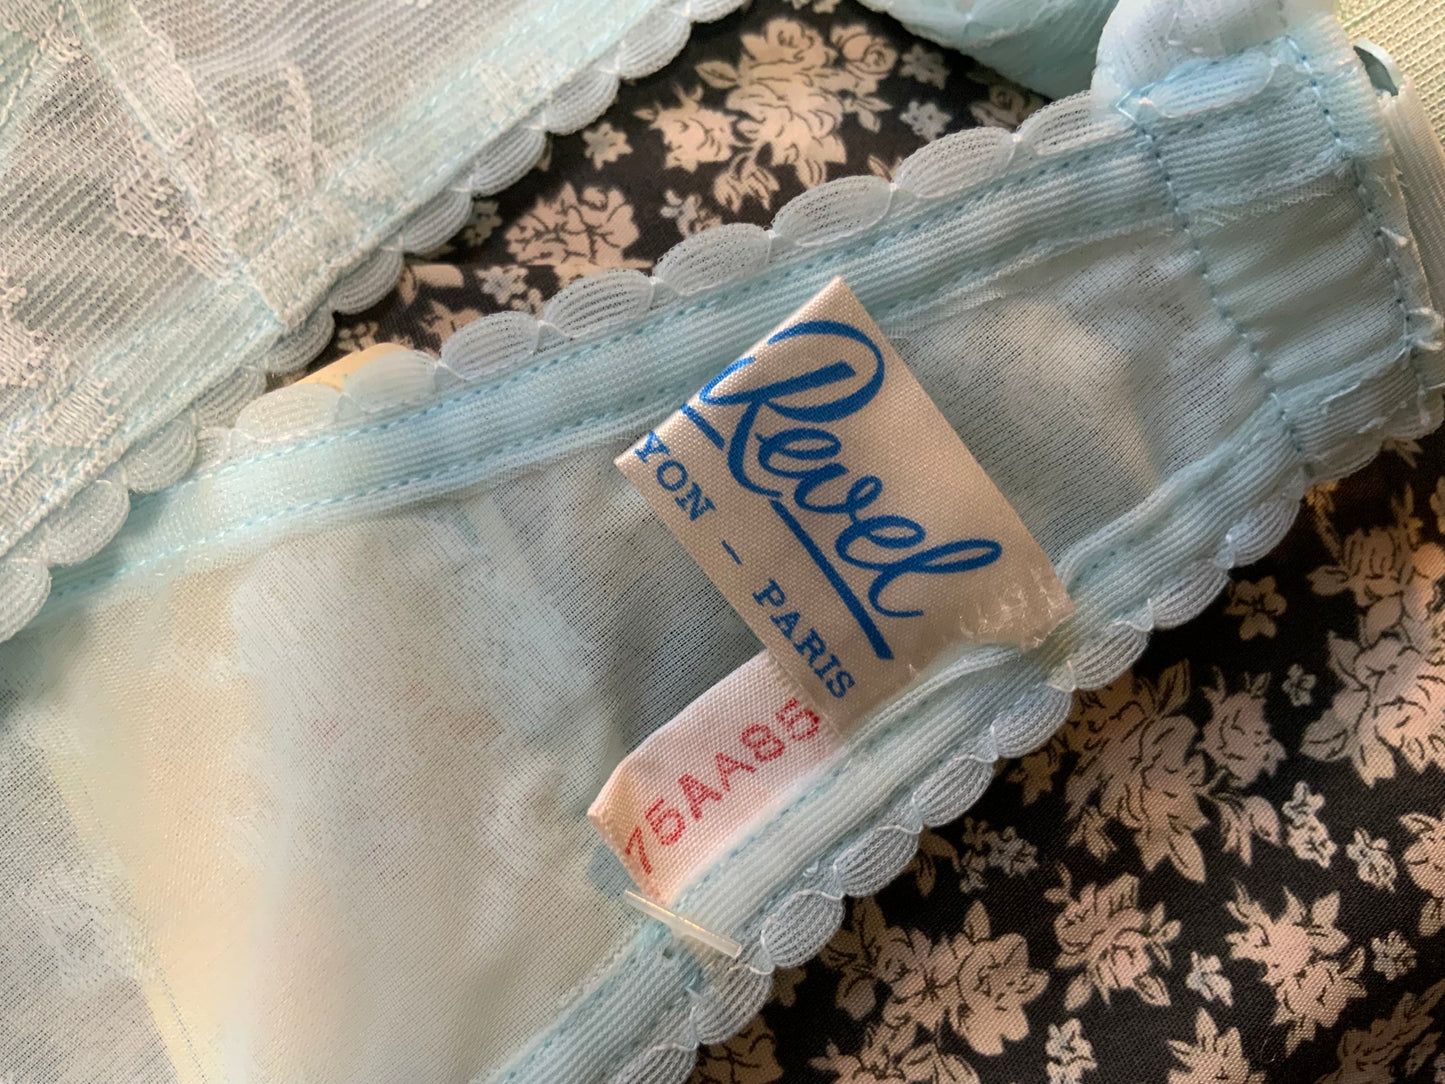 Revel
YON - PARIS
75AA85